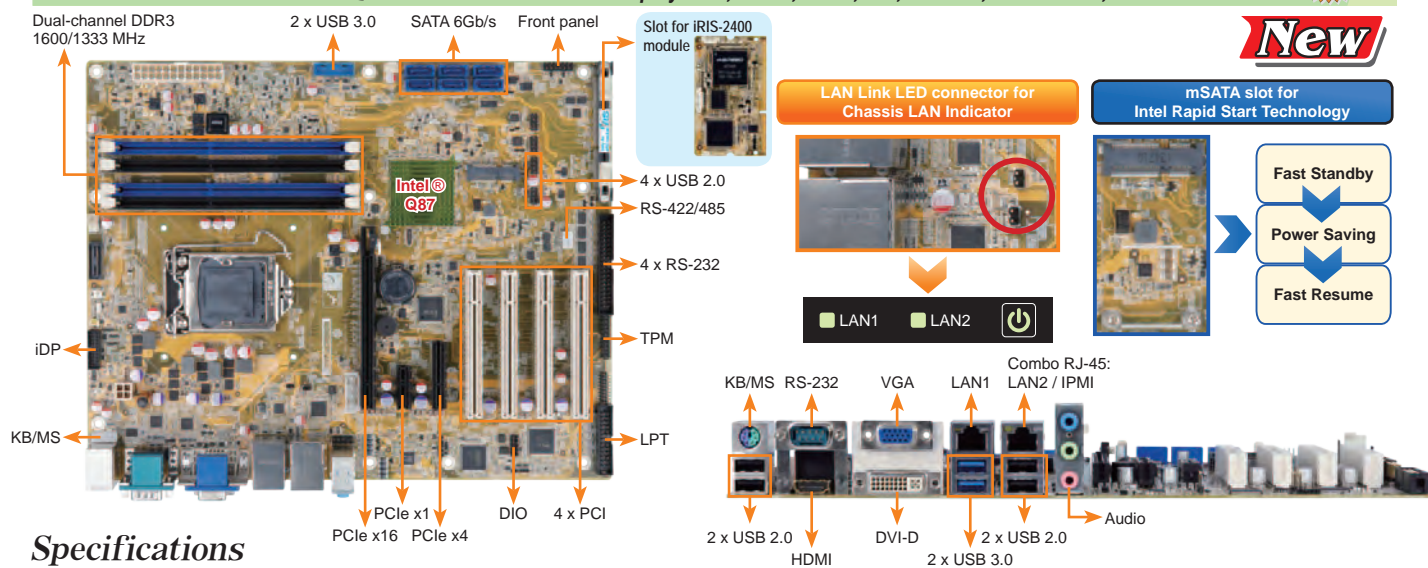 Dual-channel DDR3
1600/1333 MHz
2 x USB 3.0
SATA 6Gb/s
Front panel
Slot for iRIS-2400
module
New
LAN Link LED connector for
Chassis LAN Indicator
mSATA slot for
Intel Rapid Start Technology
Intel ®
Q87
4 x USB 2.0
RS-422/485
4 x RS-232
Fast Standby
Power Saving
Fast Resume
LAN1
LAN2
iDP
TPM
KB/MS
LPT
PCIe x1
PCIe x16
PCIe x4
DIO
4 x PCI
KB/MS
RS-232
VGA
LAN1
Combo RJ-45:
LAN2 / IPMI
2 x USB 2.0
HDMI
DVI-D
2 x USB 3.0
2 x USB 2.0
Audio
Specifications